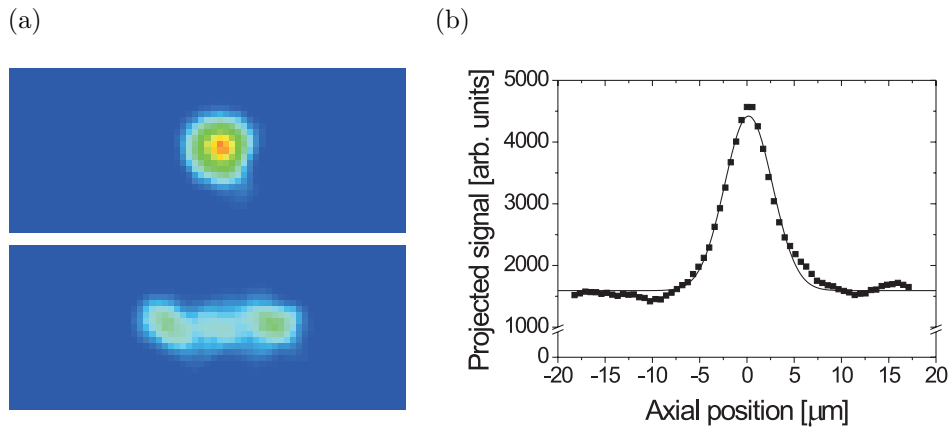 (a)
(b)
Projected signal [arb. units]
5000
4000
3000
2000
1000
0
-20 -15 -10 -5 0 5 10 15 20
Axial position [µm]